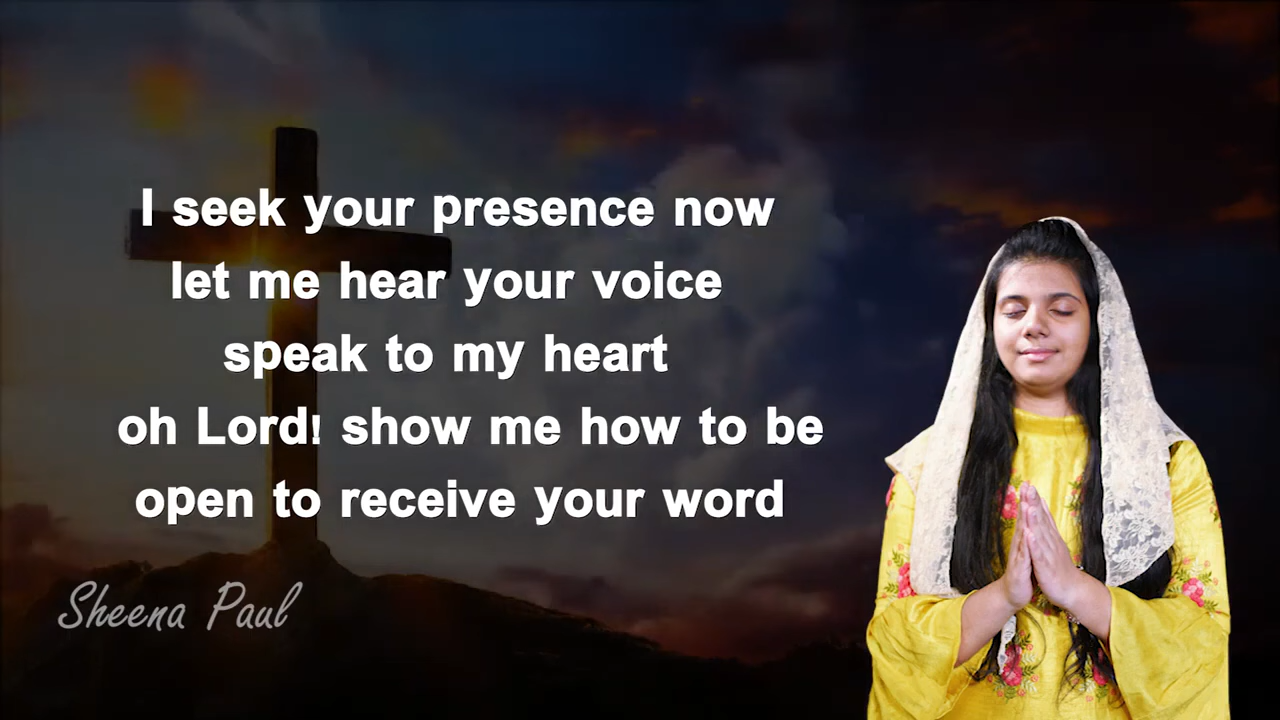 I seek your presence now
let me hear your voice
speak to my heart
oh Lord! show me how to be
open to receive your word
Sheena Paul